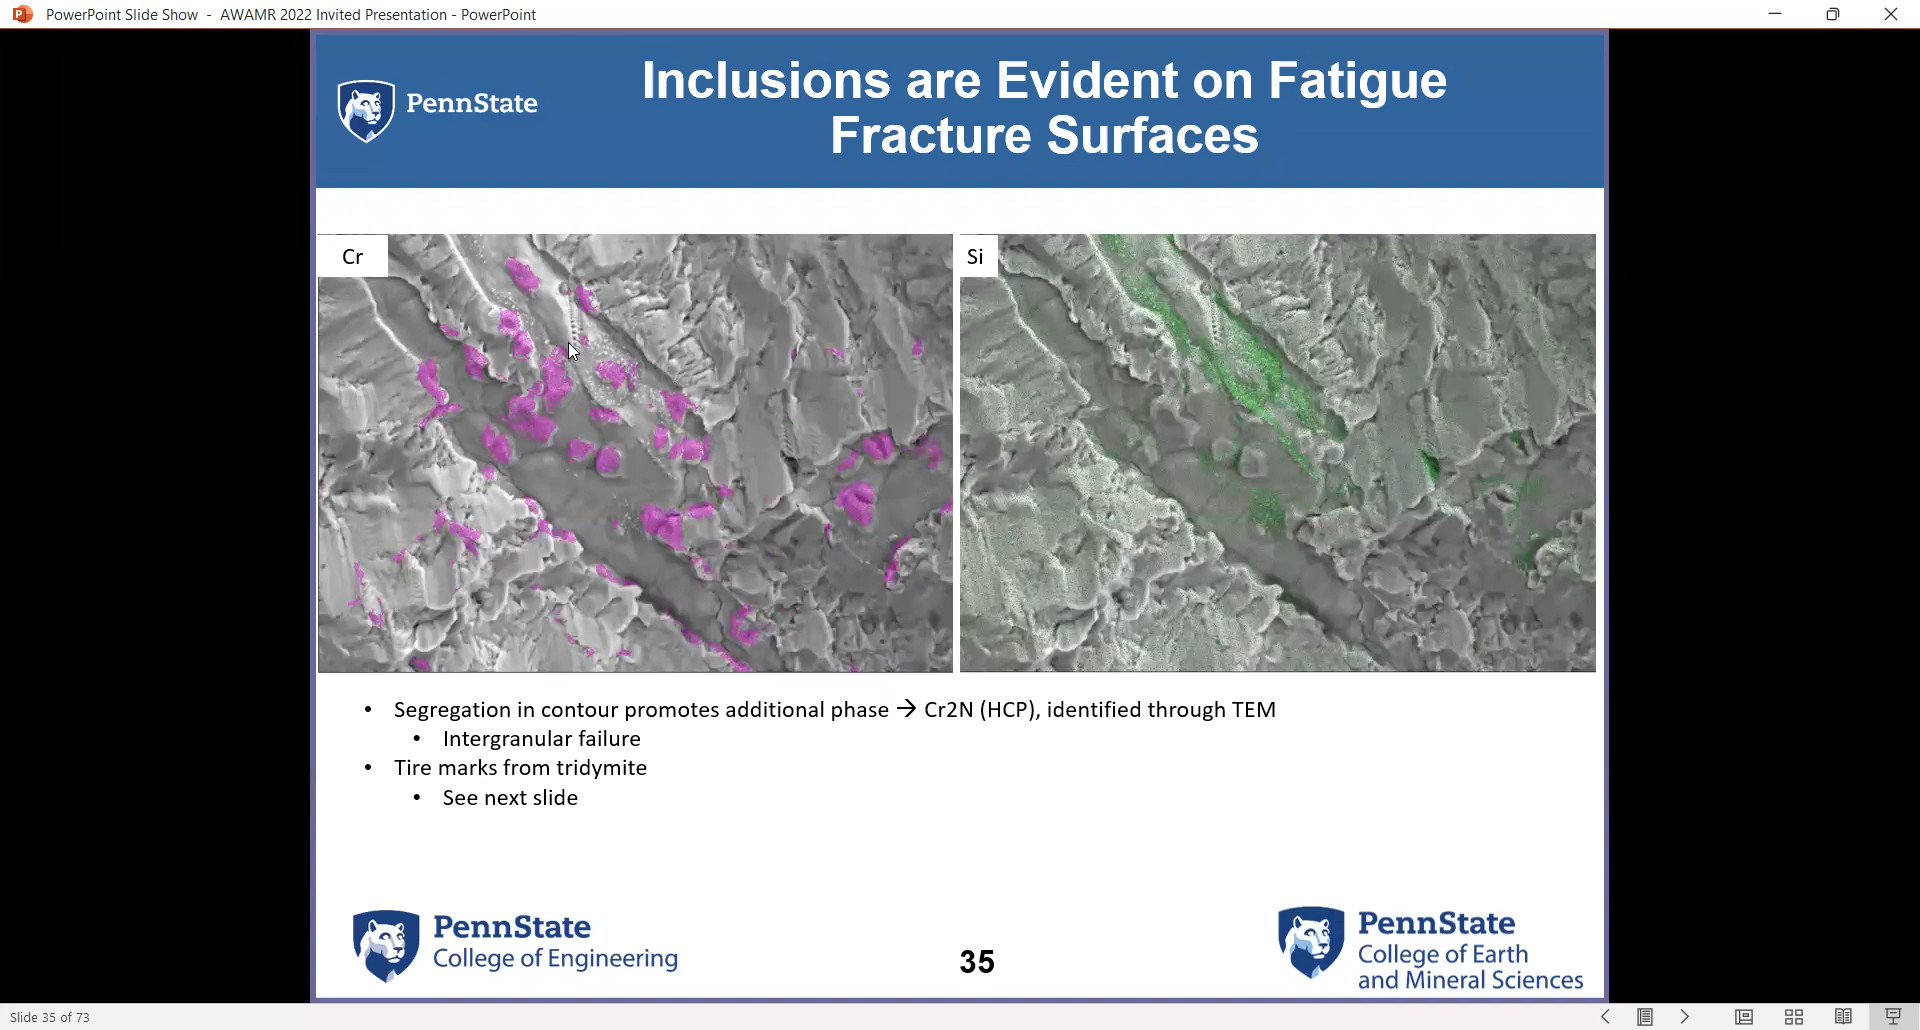 PowerPoint Slide Show - AWAMR 2022 Invited Presentation - PowerPoint
PennState
Inclusions are Evident on Fatigue
Fracture Surfaces
Cr
Si
• Segregation in contour promotes additional phase → Cr2N (HCP), identified through TEM
• Intergranular failure
• Tire marks from tridymite
• See next slide
PennState
College of Engineering
35
PennState
College of Earth
and Mineral Sciences
Slide 35 of 73